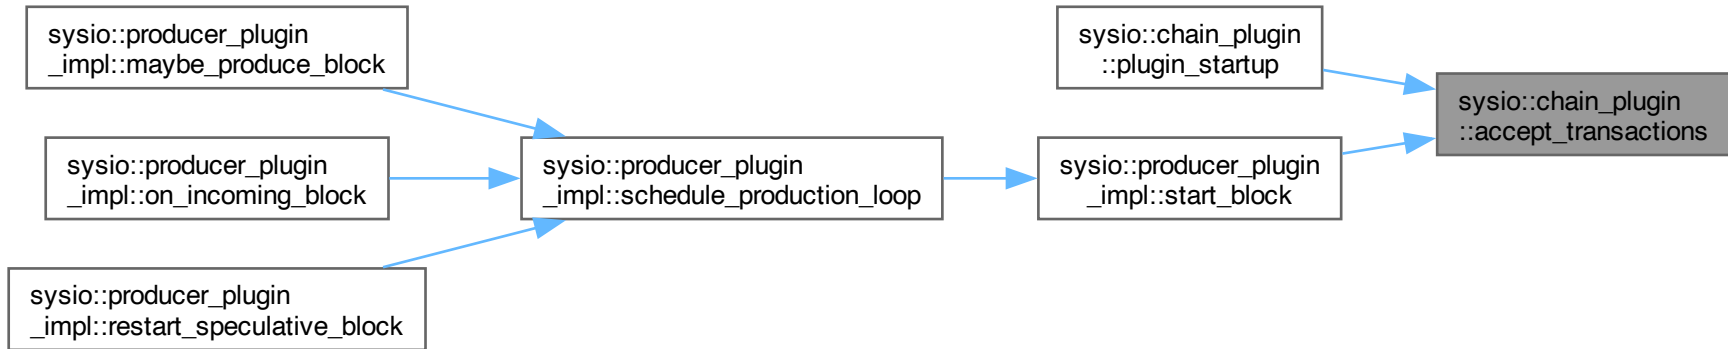 sysio::producer_plugin
_impl::maybe_produce_block
sysio::producer_plugin
_impl::on_incoming_block
sysio::producer_plugin
_impl::restart_speculative_block
sysio::producer_plugin
_impl::schedule_production_loop
sysio::chain_plugin
::plugin_startup
sysio::producer_plugin
_impl::start_block
sysio::chain_plugin
::accept_transactions